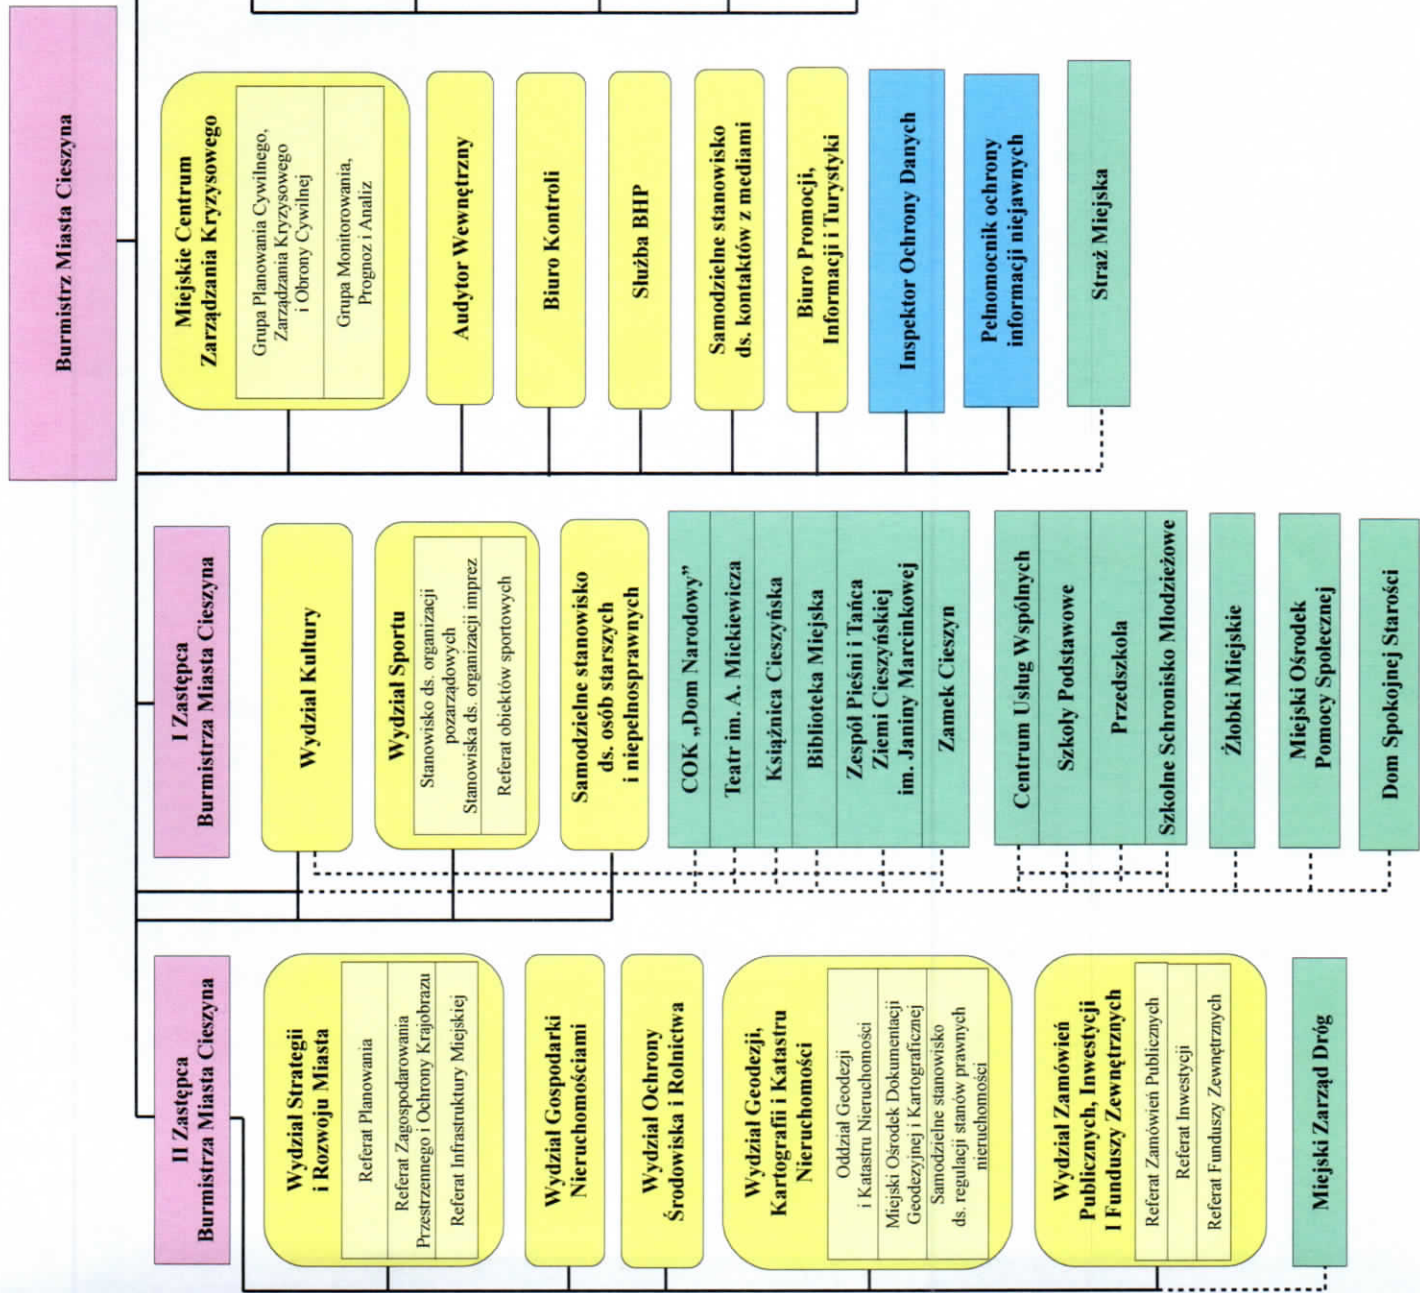 Burmistrz Miasta Cieszyna
II Zastępca
Burmistrza Miasta Cieszyna
Wydział Strategii
i Rozwoju Miasta
Referat Planowania
Referat Zagospodarowania
Przestrzennego i Ochrony Krajobrazu
Referat Infrastruktury Miejskiej
Wydział Gospodarki
Nieruchomościami
Wydział Ochrony
Środowiska i Rolnictwa
Wydział Geodezji,
Kartografii i Katastru
Nieruchomości
Oddział Geodezji
i Katastru Nieruchomości
Miejski Ośrodek Dokumentacji
Geodezyjnej i Kartograficznej
Samodzielne stanowisko
ds. regulacji stanów prawnych
nieruchomości
Wydział Zamówień
Publicznych, Inwestycji
I Funduszy Zewnętrznych
Referat Zamówień Publicznych
Referat Inwestycji
Referat Funduszy Zewnętrznych
Miejski Zarząd Dróg
I Zastępca
Burmistrza Miasta Cieszyna
Wydział Kultury
Wydział Sportu
Stanowisko ds. organizacji
pozarządowych
Stanowiska ds. organizacji imprez
Referat obiektów sportowych
Samodzielne stanowisko
ds. osób starszych
i niepełnosprawnych
COK „Dom Narodowy”
Teatr im. A. Mickiewicza
Książnica Cieszyńska
Biblioteka Miejska
Zespół Pieśni i Tańca
Ziemi Cieszyńskiej
im. Janiny Marcinkowej
Zamek Cieszyn
Centrum Usług Wspólnych
Szkoły Podstawowe
Przedszkola
Szkolne Schronisko Młodzieżowe
Żłobki Miejskie
Miejski Ośrodek
Pomocy Społecznej
Dom Spokojnej Starości
Miejskie Centrum
Zarządzania Kryzysowego
Grupa Planowania Cywilnego,
Zarządzania Kryzysowego
i Obrony Cywilnej
Grupa Monitorowania,
Prognoz i Analiz
Audytor Wewnętrzny
Biuro Kontroli
Służba BHP
Samodzielne stanowisko
ds. kontaktów z mediami
Biuro Promocji,
Informacji i Turystyki
Inspektor Ochrony Danych
Pełnomocnik ochrony
informacji niejawnych
Straż Miejska